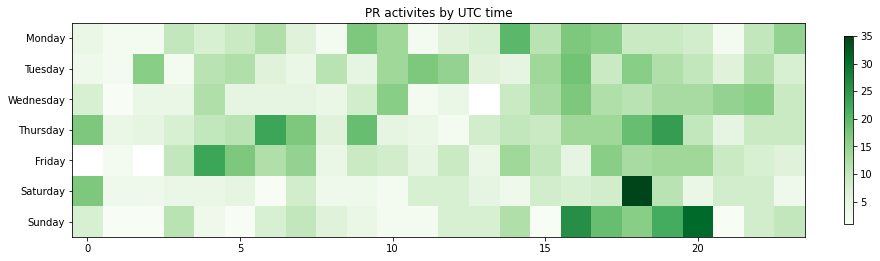 PR activites by UTC time
Monday
Tuesday
Wednesday
Thursday
Friday
Saturday
Sunday
0 5 10 15 20
35
30
25
20
15
10
5